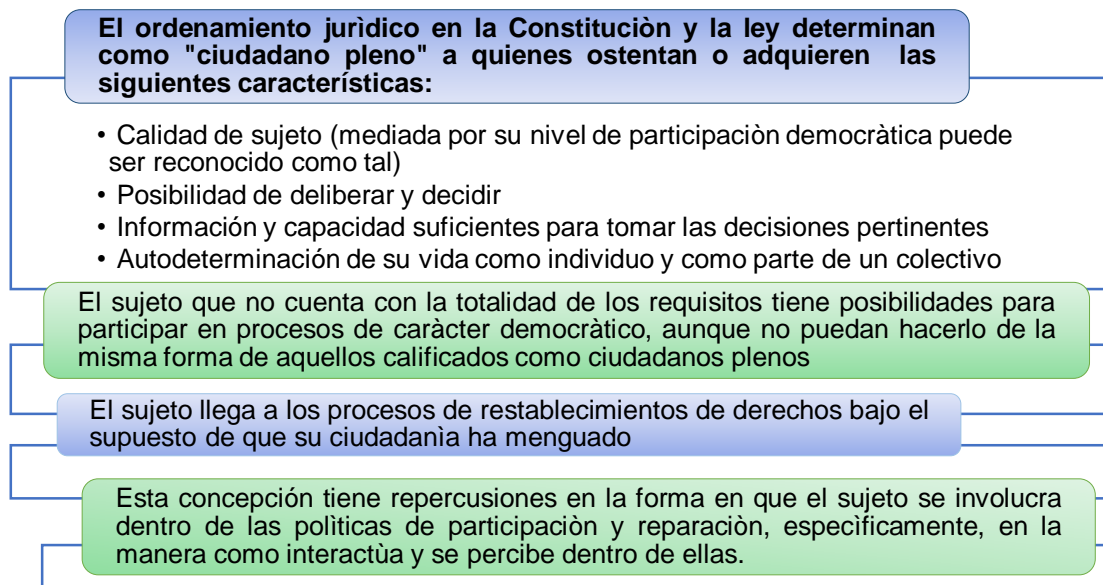 El ordenamiento jurìdico en la Constituciòn y la ley determinan
como "ciudadano pleno" a quienes ostentan o adquieren las
siguientes características:
• Calidad de sujeto (mediada por su nivel de participaciòn democràtica puede
ser reconocido como tal)
• Posibilidad de deliberar y decidir
• Información y capacidad suficientes para tomar las decisiones pertinentes
• Autodeterminación de su vida como individuo y como parte de un colectivo
El sujeto que no cuenta con la totalidad de los requisitos tiene posibilidades para
participar en procesos de caràcter democràtico, aunque no puedan hacerlo de la
misma forma de aquellos calificados como ciudadanos plenos
El sujeto llega a los procesos de restablecimientos de derechos bajo el
supuesto de que su ciudadanìa ha menguado
Esta concepción tiene repercusiones en la forma en que el sujeto se involucra
dentro de las polìticas de participaciòn y reparaciòn, especìficamente, en la
manera como interactùa y se percibe dentro de ellas.